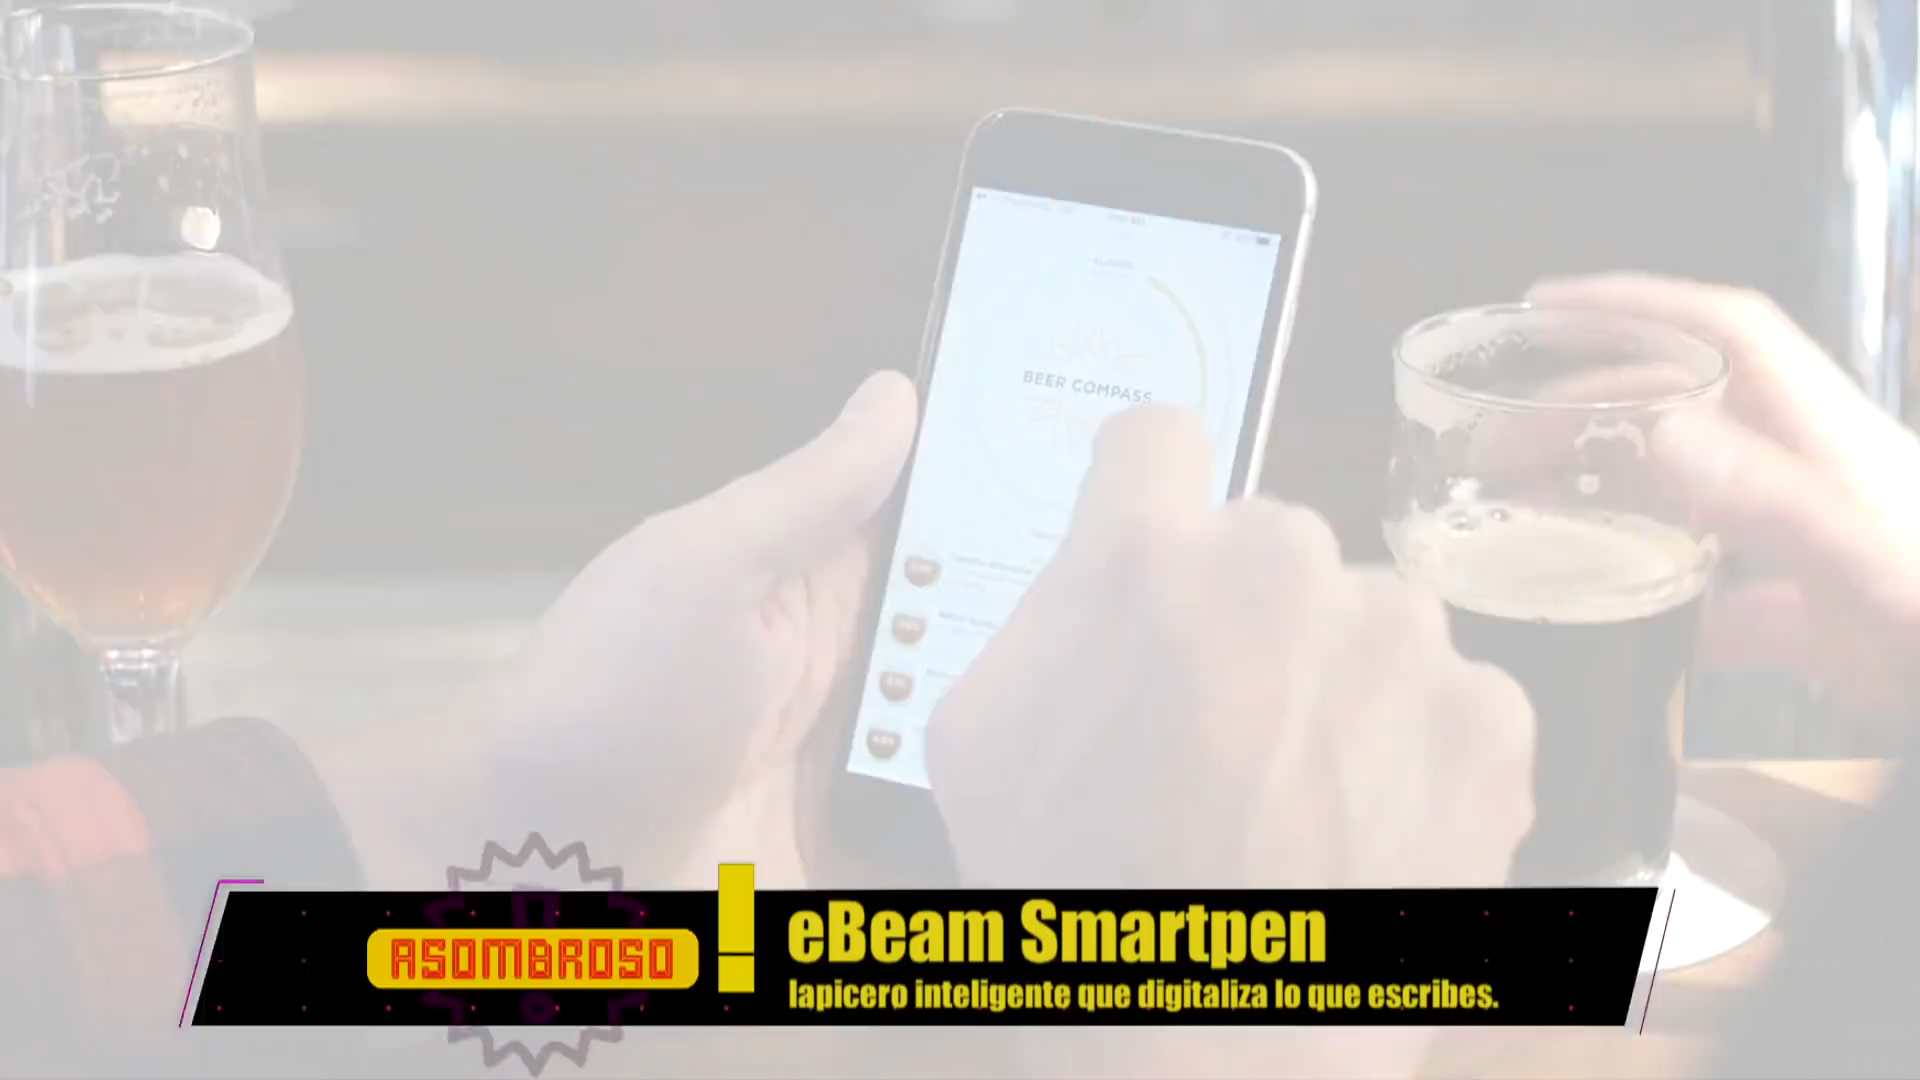 BEER COMPASS
ASOMBROSO
eBeam Smartpen
lapicero inteligente que digitaliza lo que escribes.